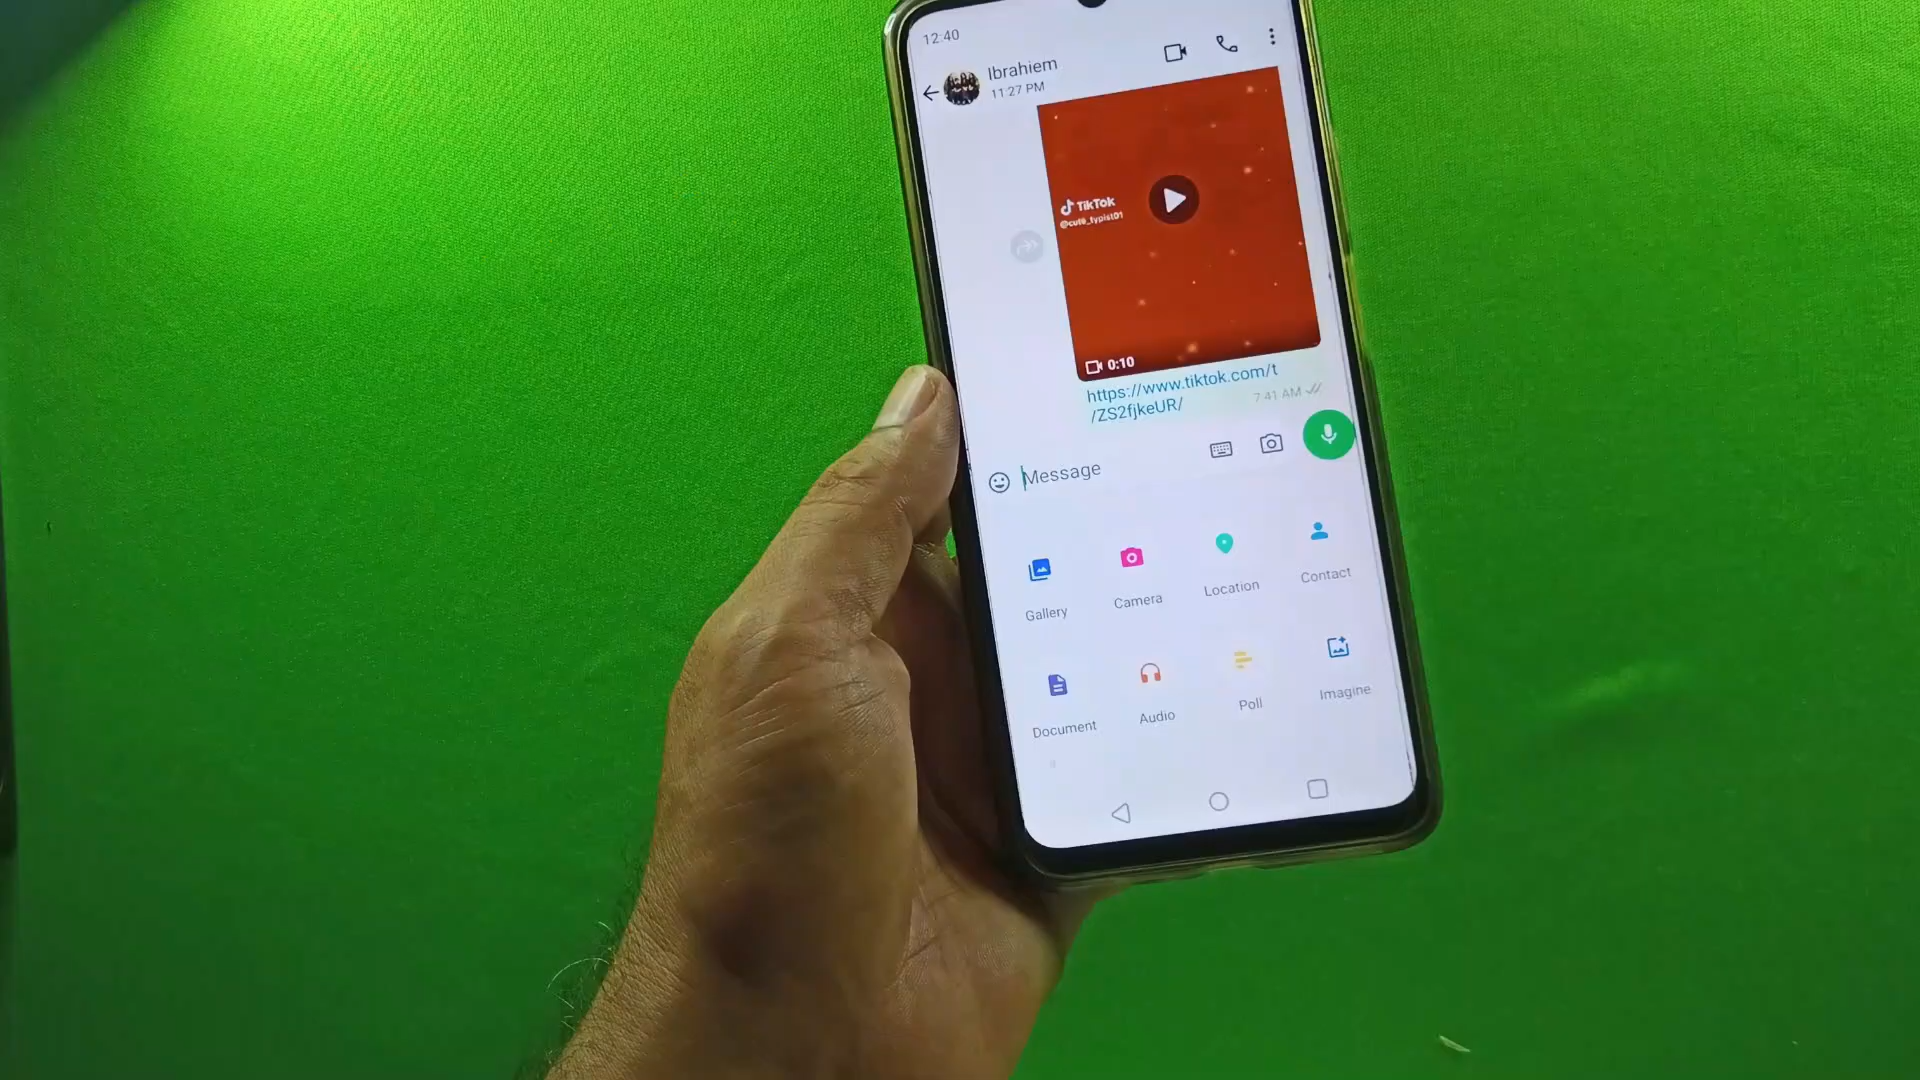 12:40
Ibrahiem
11:27 PM
TikTok
@cute_typist01
0:10
https://www.tiktok.com/t
/ZS2fjkeUR/
7:41 AM
Message
Gallery
Camera
Location
Contact
Document
Audio
Poll
Imagine